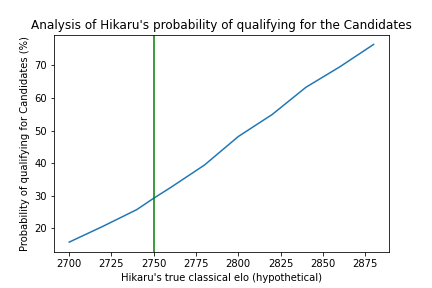 Analysis of Hikaru's probability of qualifying for the Candidates
Probability of qualifying for Candidates (%)
70
60
50
40
30
20
2700 2725 2750 2775 2800 2825 2850 2875
Hikaru's true classical elo (hypothetical)